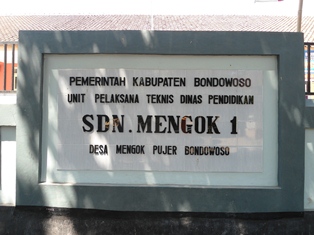 PEMERINTAH KABUPATEN BONDOWOSO
UNIT PELAKSANA TEKNIS DINAS PENDIDIKAN
SDN. MENGOK 1
DESA MENGOK PUJER BONDOWOSO